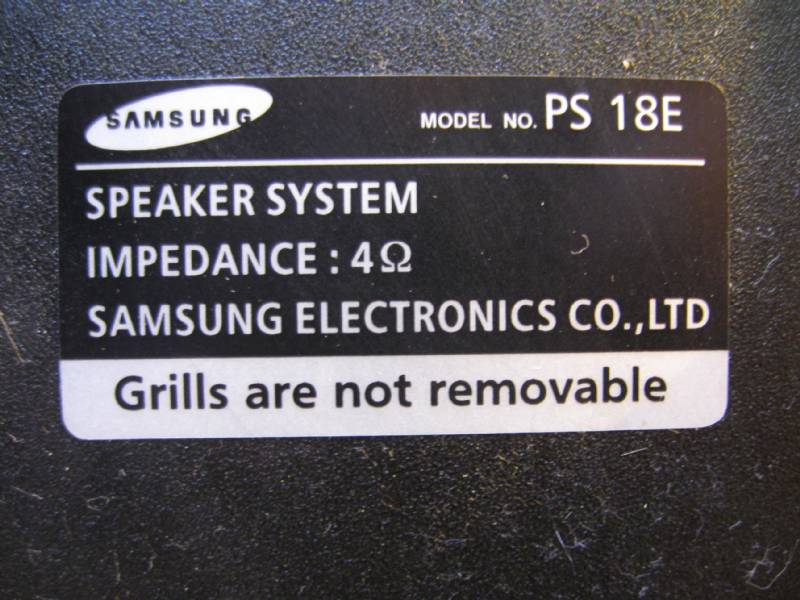 SAMSUNG MODEL NO. PS 18E
SPEAKER SYSTEM
IMPEDANCE : 4Ω
SAMSUNG ELECTRONICS CO.,LTD
Grills are not removable